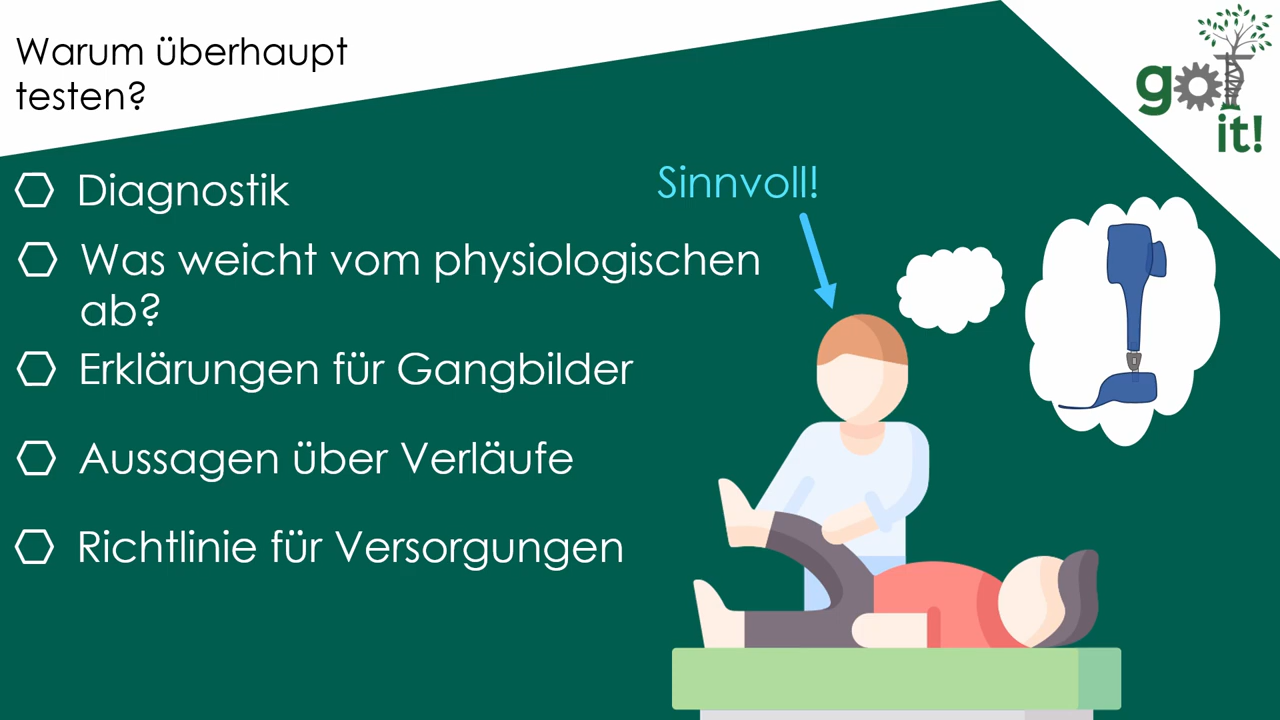 Warum überhaupt
testen?
got
it!
Diagnostik
Sinnvoll!
Was weicht vom physiologischen
ab?
Erklärungen für Gangbilder
Aussagen über Verläufe
Richtlinie für Versorgungen